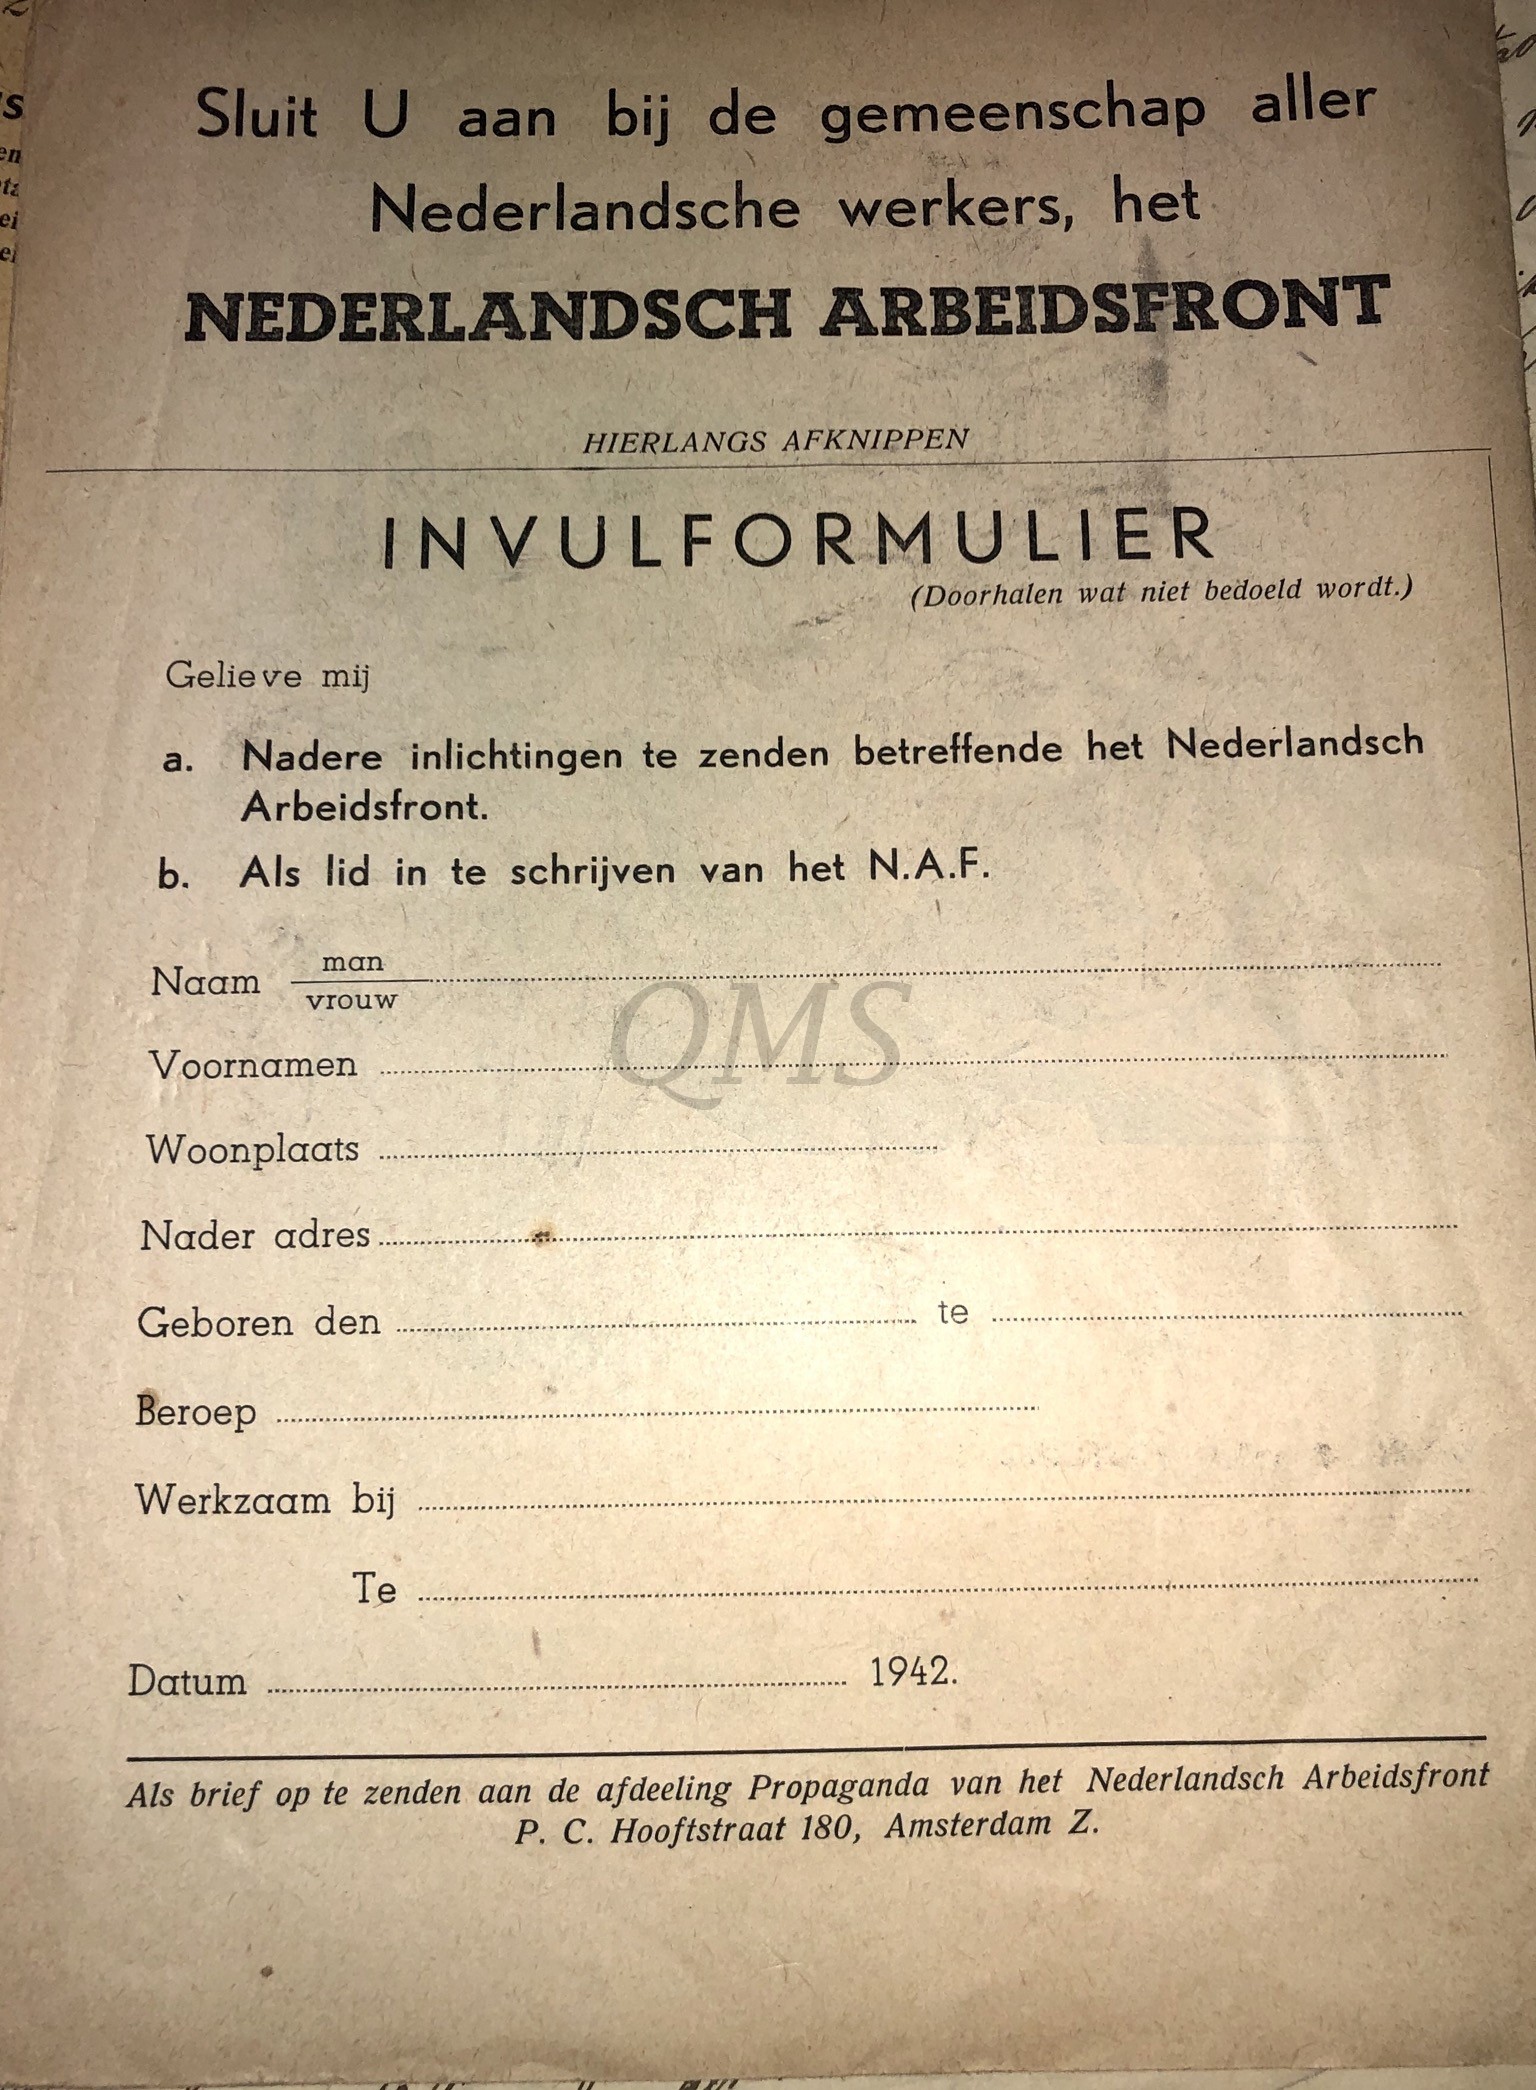 Sluit U aan bij de gemeenschap aller
Nederlandsche werkers, het
NEDERLANDSCH ARBEIDSFRONT
HIERLANGS AFKNIPPEN
INVULFORMULIER
(Doorhalen wat niet bedoeld wordt.)
Gelieve mij
a. Nadere inlichtingen te zenden betreffende het Nederlandsch
Arbeidsfront.
b. Als lid in te schrijven van het N.A.F.
Naam man
vrouw
QMS
Voornamen
Woonplaats
Nader adres
Geboren den te
Beroep
Werkzaam bij
Te
Datum 1942.
Als brief op te zenden aan de afdeeling Propaganda van het Nederlandsch Arbeidsfront
P. C. Hooftstraat 180, Amsterdam Z.